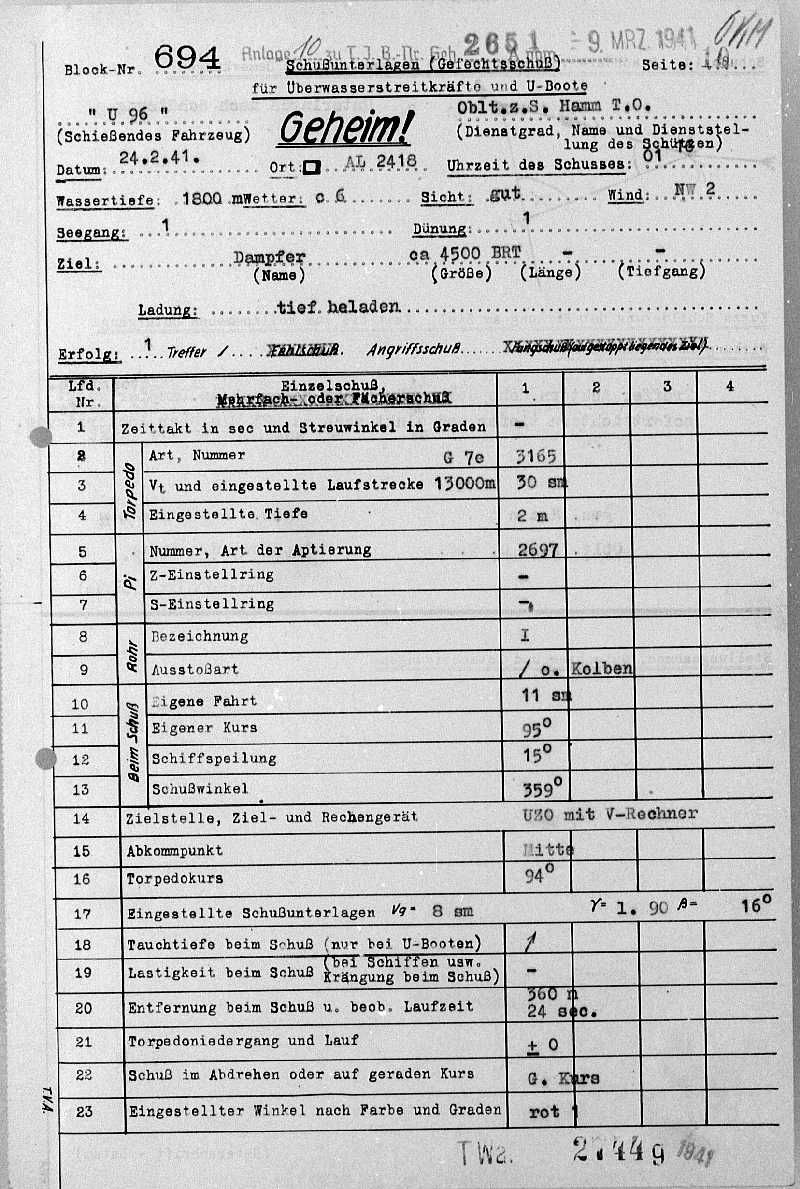 Anlage 10 zu T.J.B.-Nr. Geh. 2651 A 9. MRZ. 1941 OKM
Block-Nr. 694 Schußunterlagen (Gefechtsschuß) Seite:
für Überwasserstreitkräfte und U-Boote
" U 96 " Geheim! Oblt.z.S. Hamm T.O.
(Schießendes Fahrzeug) (Dienstgrad, Name und Dienststel-
lung des Schützen)
Datum: 24.2.41. Ort: AL 2418 Uhrzeit des Schusses: 01
Wassertiefe: 1800 m Wetter: c 6 Sicht: gut Wind: NW 2
Seegang: 1 Dünung: 1
Ziel: Dampfer ca 4500 BRT - -
(Name) (Größe) (Länge) (Tiefgang)
Ladung: tief beladen
Erfolg: 1 Treffer / Fehlschuß. Angriffsschuß
Lfd. Nr. Einzelschuß, Mehrfach- oder Fächerschuß 1 2 3 4
1 Zeittakt in sec und Streuwinkel in Graden -
Torpedo
2 Art, Nummer G 7e 3165
3 Vt und eingestellte Laufstrecke 13000m 30 sm
4 Eingestellte Tiefe 2 m
Pi
5 Nummer, Art der Aptierung 2697
6 Z-Einstellring -
7 S-Einstellring -
Rohr
8 Bezeichnung I
9 Ausstoßart / o. Kolben
Beim Schuß
10 Eigene Fahrt 11 sm
11 Eigener Kurs 95°
12 Schiffspeilung 15°
13 Schußwinkel 359°
14 Zielstelle, Ziel- und Rechengerät UZO mit V-Rechner
15 Abkommpunkt Mitte
16 Torpedokurs 94°
17 Eingestellte Schußunterlagen Vg= 8 sm γ= 1. 90 β= 16°
18 Tauchtiefe beim Schuß (nur bei U-Booten) /
19 Lastigkeit beim Schuß (bei Schiffen usw. Krängung beim Schuß) -
20 Entfernung beim Schuß u. beob. Laufzeit 360 m 24 sec.
21 Torpedoniedergang und Lauf ± 0
22 Schuß im Abdrehen oder auf geraden Kurs G. Kurs
23 Eingestellter Winkel nach Farbe und Graden rot 1
T.V.A.
TWa. 2744g 1941